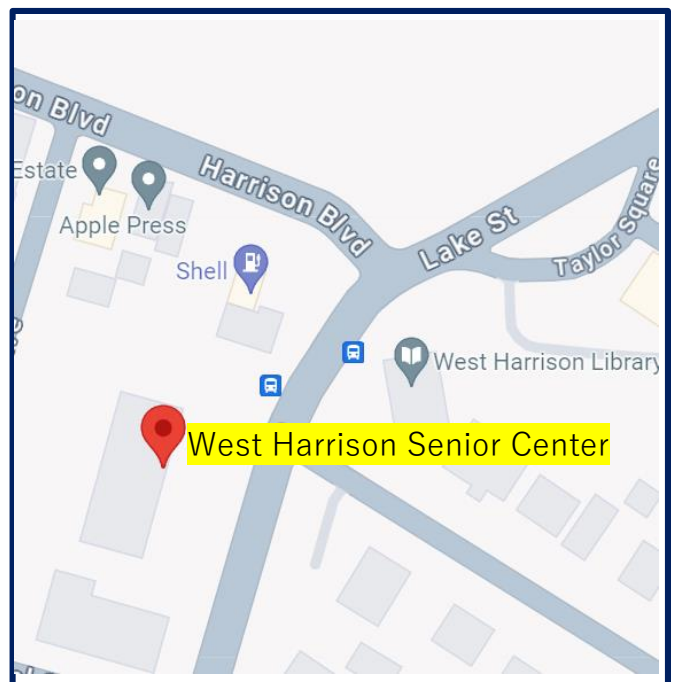 on Blvd
Harrison Blvd
Estate
Apple Press
Lake St
Taylor Square
Shell
West Harrison Library
West Harrison Senior Center